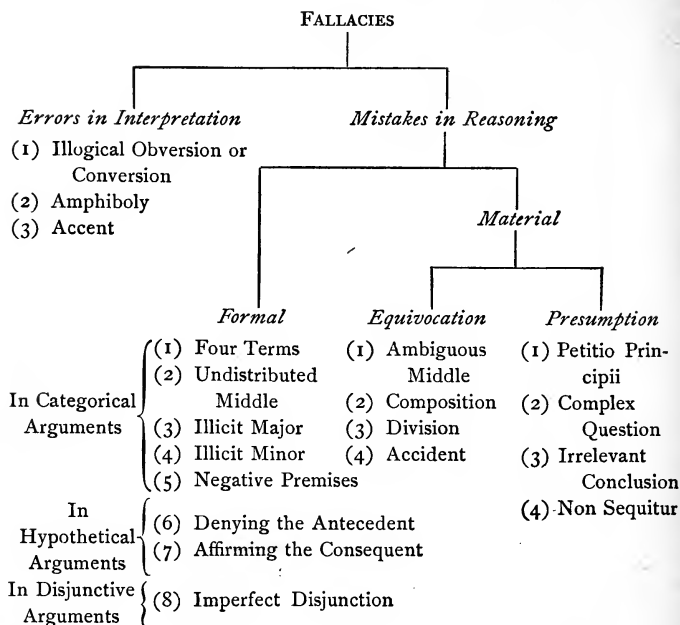 FALLACIES
Errors in Interpretation
(1) Illogical Obversion or
Conversion
(2) Amphiboly
(3) Accent
Mistakes in Reasoning
Material
Formal
In Categorical
Arguments
(1) Four Terms
(2) Undistributed
Middle
(3) Illicit Major
(4) Illicit Minor
(5) Negative Premises
In
Hypothetical
Arguments
(6) Denying the Antecedent
(7) Affirming the Consequent
In Disjunctive
Arguments
(8) Imperfect Disjunction
Equivocation
(1) Ambiguous
Middle
(2) Composition
(3) Division
(4) Accident
Presumption
(1) Petitio Prin-
cipii
(2) Complex
Question
(3) Irrelevant
Conclusion
(4) Non Sequitur